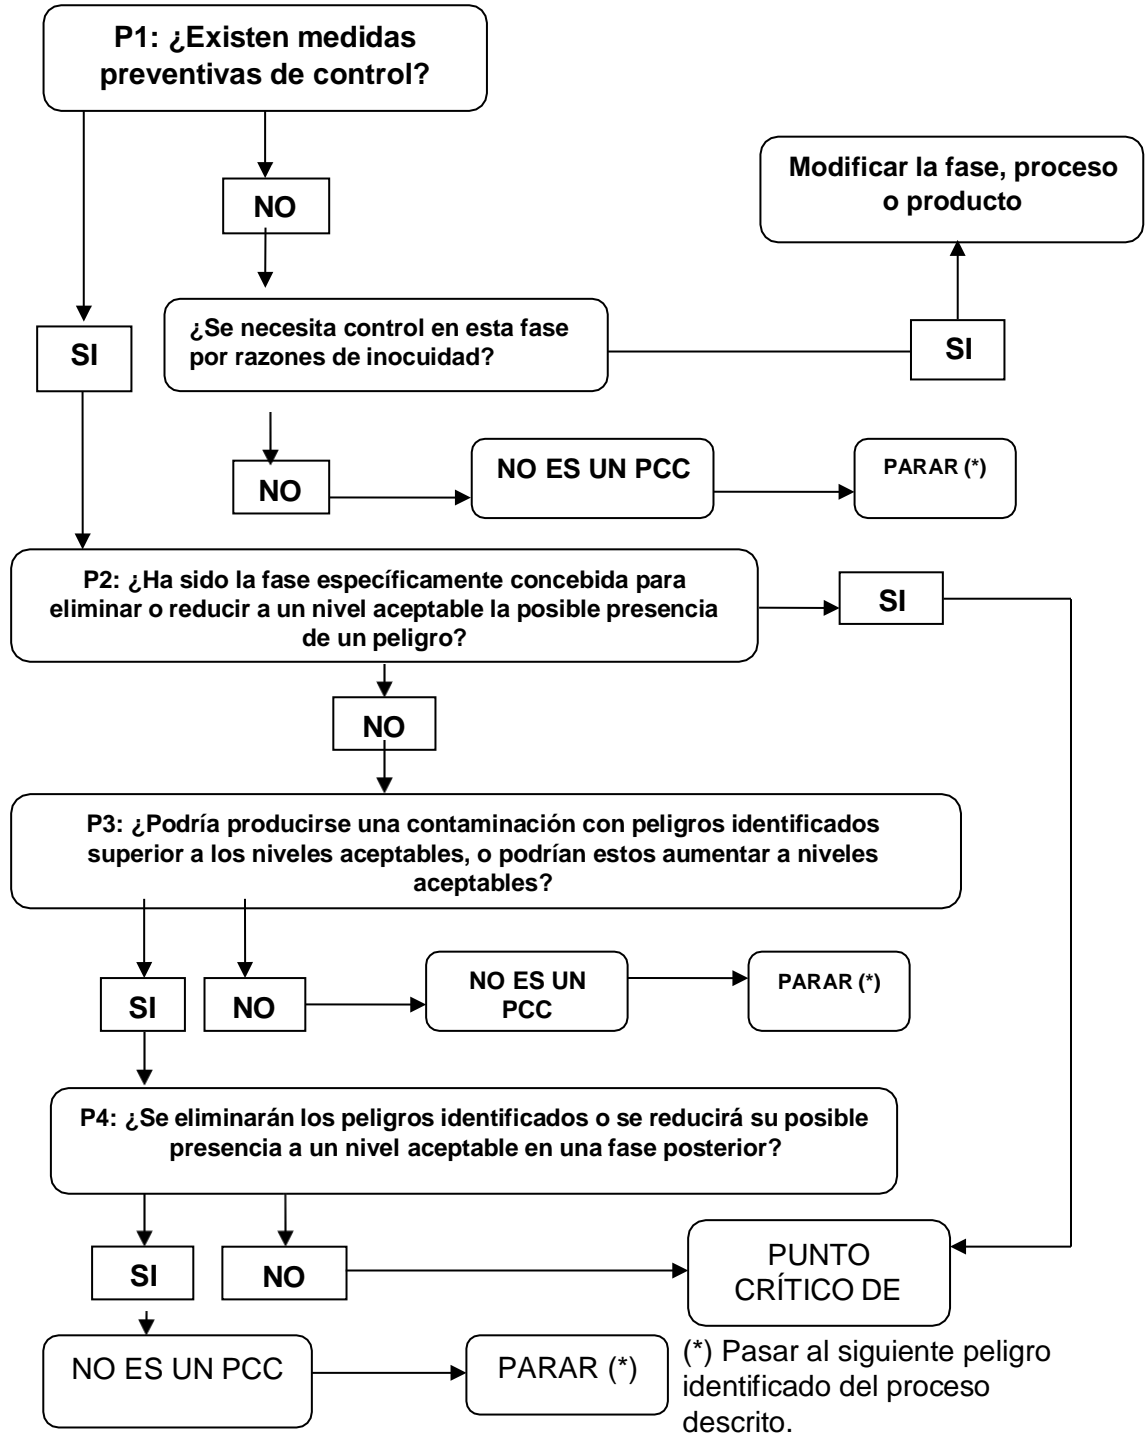 P1: ¿Existen medidas
preventivas de control?
NO
Modificar la fase, proceso
o producto
¿Se necesita control en esta fase
por razones de inocuidad?
SI
SI
NO
NO ES UN PCC
PARAR (*)
P2: ¿Ha sido la fase específicamente concebida para
eliminar o reducir a un nivel aceptable la posible presencia
de un peligro?
SI
NO
P3: ¿Podría producirse una contaminación con peligros identificados
superior a los niveles aceptables, o podrían estos aumentar a niveles
aceptables?
SI
NO
NO ES UN
PCC
PARAR (*)
P4: ¿Se eliminarán los peligros identificados o se reducirá su posible
presencia a un nivel aceptable en una fase posterior?
SI
NO
PUNTO
CRÍTICO DE
NO ES UN PCC
PARAR (*)
(*) Pasar al siguiente peligro
identificado del proceso
descrito.